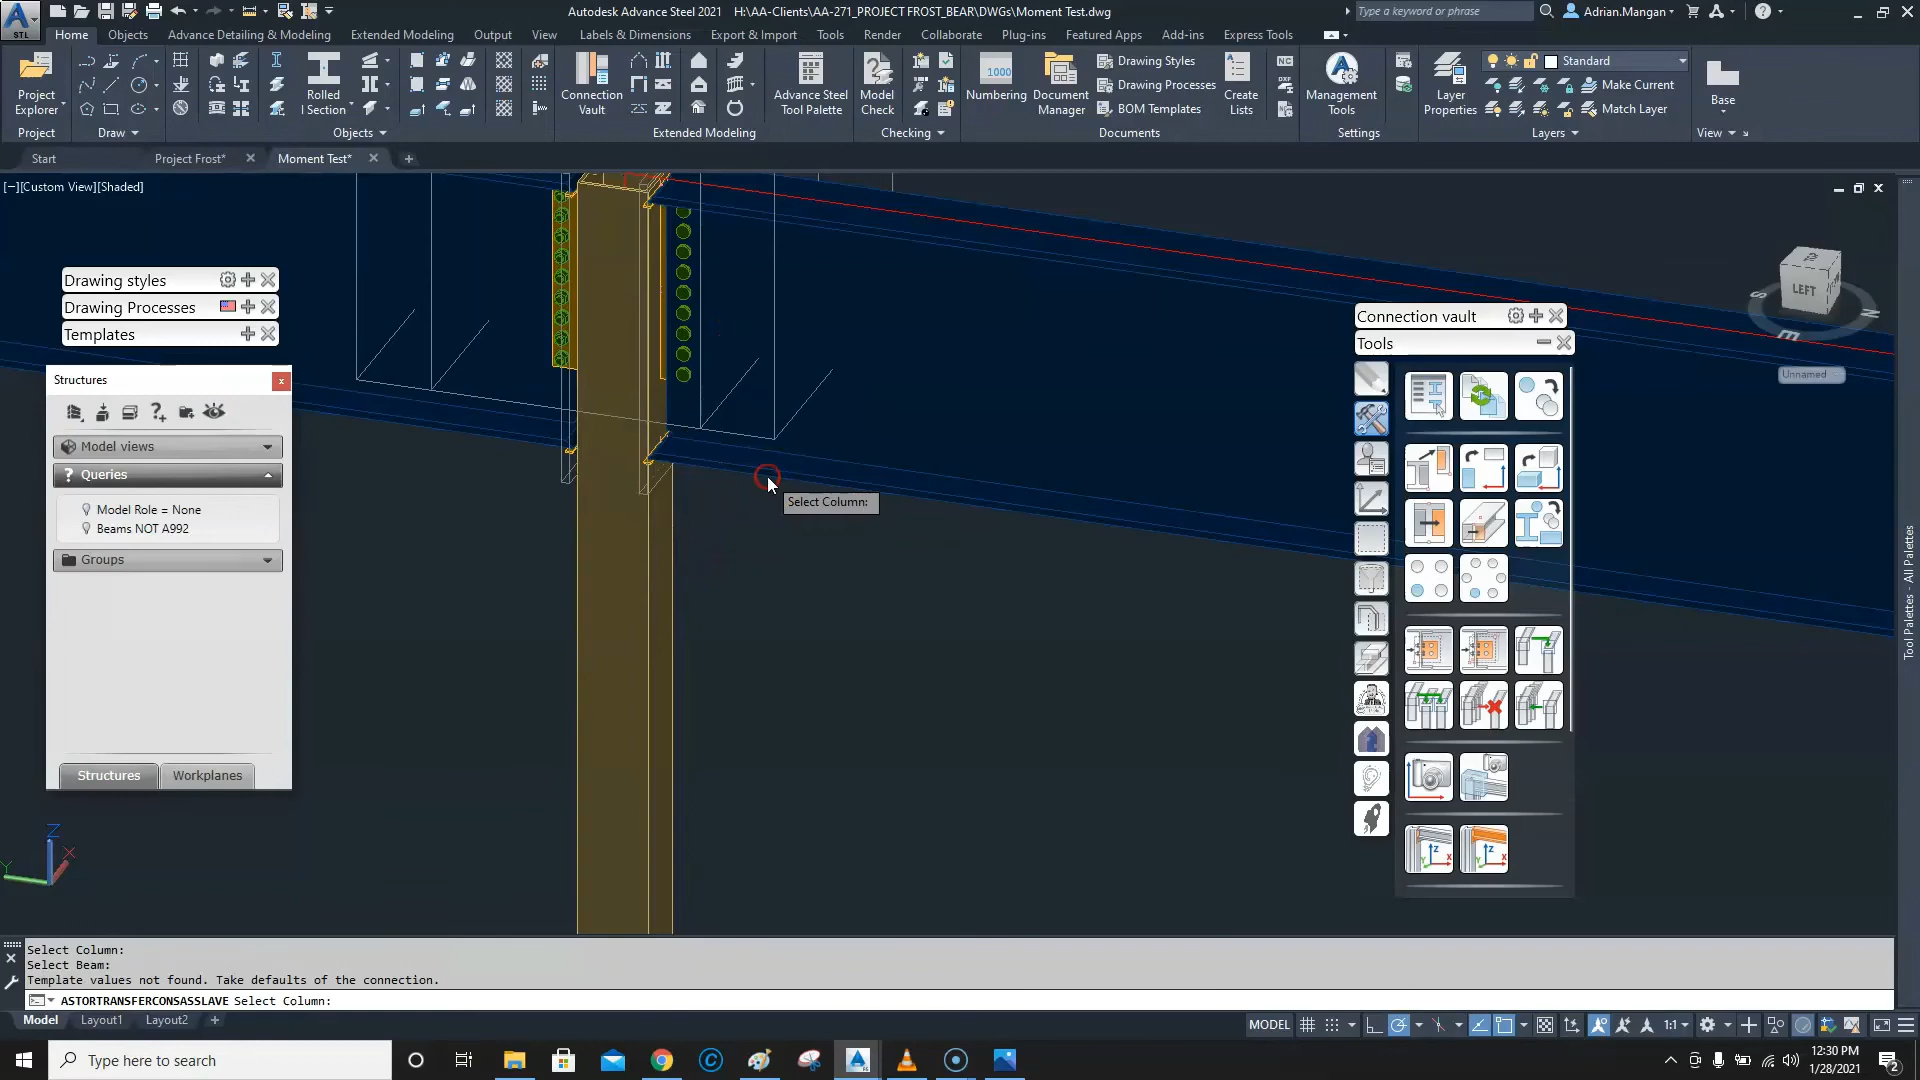 Autodesk Advance Steel 2021   H:\AA-Clients\AA-271_PROJECT FROST_BEAR\DWGs\Moment Test.dwg
Type a keyword or phrase
Adrian.Mangan
STL
Home
Objects
Advance Detailing & Modeling
Extended Modeling
Output
View
Labels & Dimensions
Export & Import
Tools
Render
Collaborate
Plug-ins
Featured Apps
Add-ins
Express Tools
Project Explorer
Rolled I Section
Connection Vault
Advance Steel Tool Palette
Model Check
1000
Numbering
Document Manager
Drawing Styles
Drawing Processes
BOM Templates
Create Lists
NC
DXF
Management Tools
Layer Properties
Standard
Make Current
Match Layer
Base
Project
Draw
Objects
Extended Modeling
Checking
Documents
Settings
Layers
View
Start
Project Frost*
Moment Test*
[−][Custom View][Shaded]
Drawing styles
Drawing Processes
Templates
Structures
Model views
? Queries
Model Role = None
Beams NOT A992
Groups
Structures
Workplanes
Select Column:
Connection vault
Tools
LEFT
S
Unnamed
Tool Palettes - All Palettes
Z
Y
X
Select Column:
Select Beam:
Template values not found. Take defaults of the connection.
ASTORTRANSFERCONSASSLAVE Select Column:
Model
Layout1
Layout2
MODEL
1:1
Type here to search
12:30 PM
1/28/2021
2